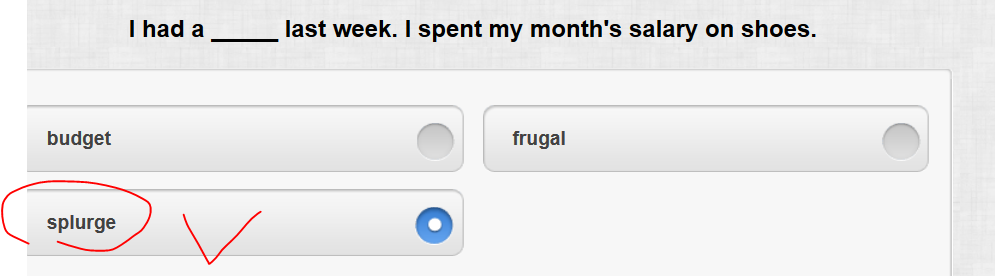 I had a _____ last week. I spent my month's salary on shoes.
budget
frugal
splurge